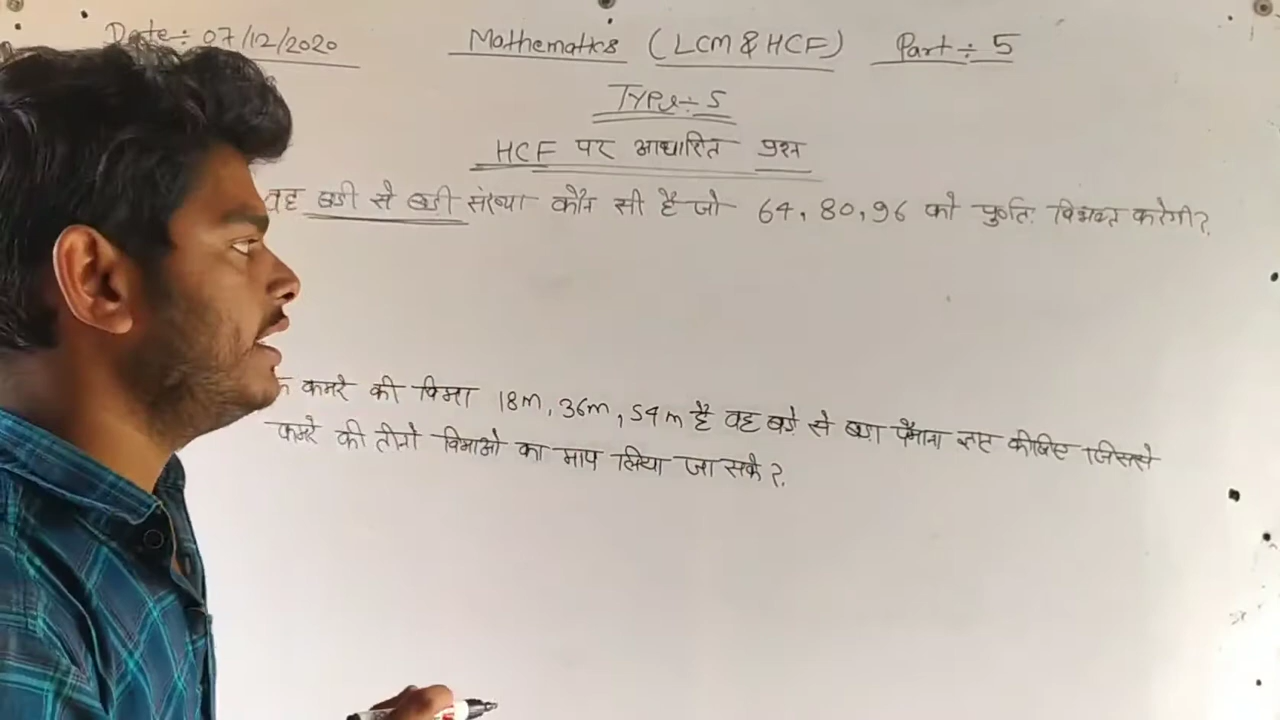 Date÷ 07/12/2020 Mathematics (LCM & HCF) Part÷ 5
Type÷ 5
HCF पर आधारित प्रश्न
वह बड़ी से बड़ी संख्या कौन सी है जो 64, 80, 96 को पूर्णतः विभक्त करेगी?
कमरे की विमा 18m, 36m, 54m है वह बड़े से बड़ा पैमाना ज्ञात कीजिए जिससे
कमरे की तीनो विमाओ का माप लिया जा सके?